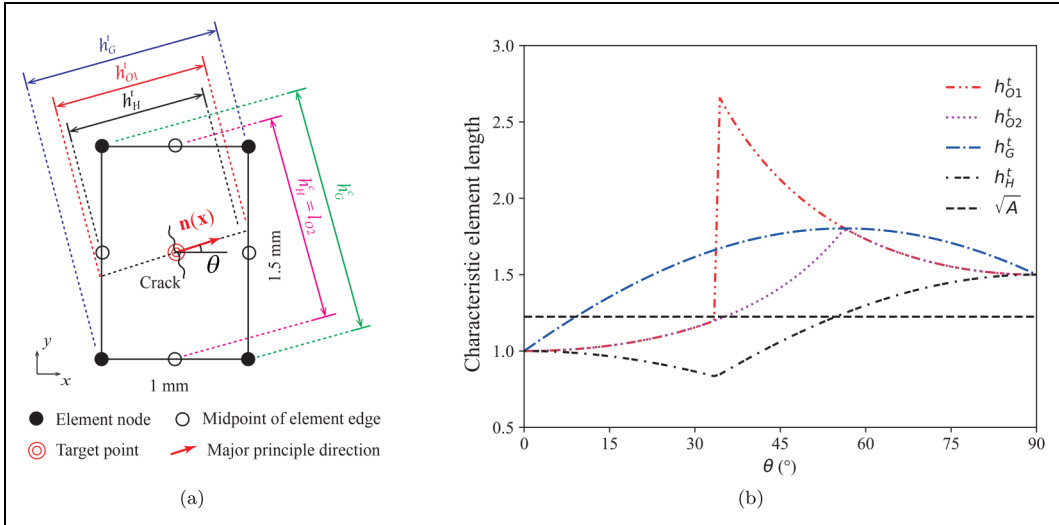 h_G^t
h_{O1}^t
h_H^t
h_H^c = l_{O2}
h_G^c
n(x)
θ
Crack
1.5 mm
1 mm
y
x
Element node
Midpoint of element edge
Target point
Major principle direction
(a)
Characteristic element length
3.0
2.5
2.0
1.5
1.0
0.5
0
15
30
45
60
75
90
θ (°)
h_{O1}^t
h_{O2}^t
h_G^t
h_H^t
√A
(b)